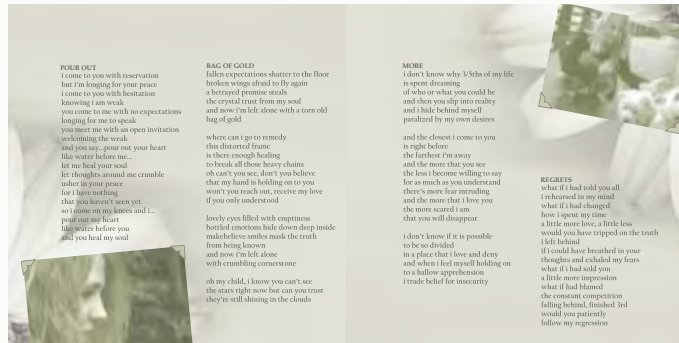 POUR OUT
i come to you with reservation
but i'm longing for your peace
i come to you with hesitation
knowing i am weak
you come to me with no expectations
longing for me to speak
you meet me with an open invitation
welcoming the weak
and you say...pour out your heart
like water before me...
let me heal your soul
let thoughts around me crumble
usher in your peace
for i have nothing
that you haven't seen yet
so i come on my knees and i...
pour out my heart
like water before you
and you heal my soul
BAG OF GOLD
fallen expectations shatter to the floor
broken wings afraid to fly again
a betrayed promise steals
the crystal trust from my soul
and now i'm left alone with a torn old
bag of gold
where can i go to remedy
this distorted frame
is there enough healing
to break all those heavy chains
oh can't you see, don't you believe
that my hand is holding on to you
won't you reach out, receive my love
if you only understood
lovely eyes filled with emptiness
bottled emotions hide down deep inside
makebelieve smiles mask the truth
from being known
and now i'm left alone
with crumbling cornerstone
oh my child, i know you can't see
the stars right now but can you trust
they're still shining in the clouds
MORE
i don't know why 3/5ths of my life
is spent dreaming
of who or what you could be
and then you slip into reality
and i hide behind myself
paralized by my own desires
and the closest i come to you
is right before
the farthest i'm away
and the more that you see
the less i become willing to say
for as much as you understand
there's more fear intruding
and the more that i love you
the more scared i am
that you will disappear
i don't know if it is possible
to be so divided
in a place that i love and deny
and when i feel myself holding on
to a hallow apprehension
i trade belief for insecurity
REGRETS
what if i had told you all
i rehearsed in my mind
what if i had changed
how i spent my time
a little more love, a little less
would you have tripped on the truth
i left behind
if i could have breathed in your
thoughts and exhaled my fears
what if i had sold you
a little more impression
what if had blamed
the constant competition
falling behind, finished 3rd
would you patiently
follow my regression